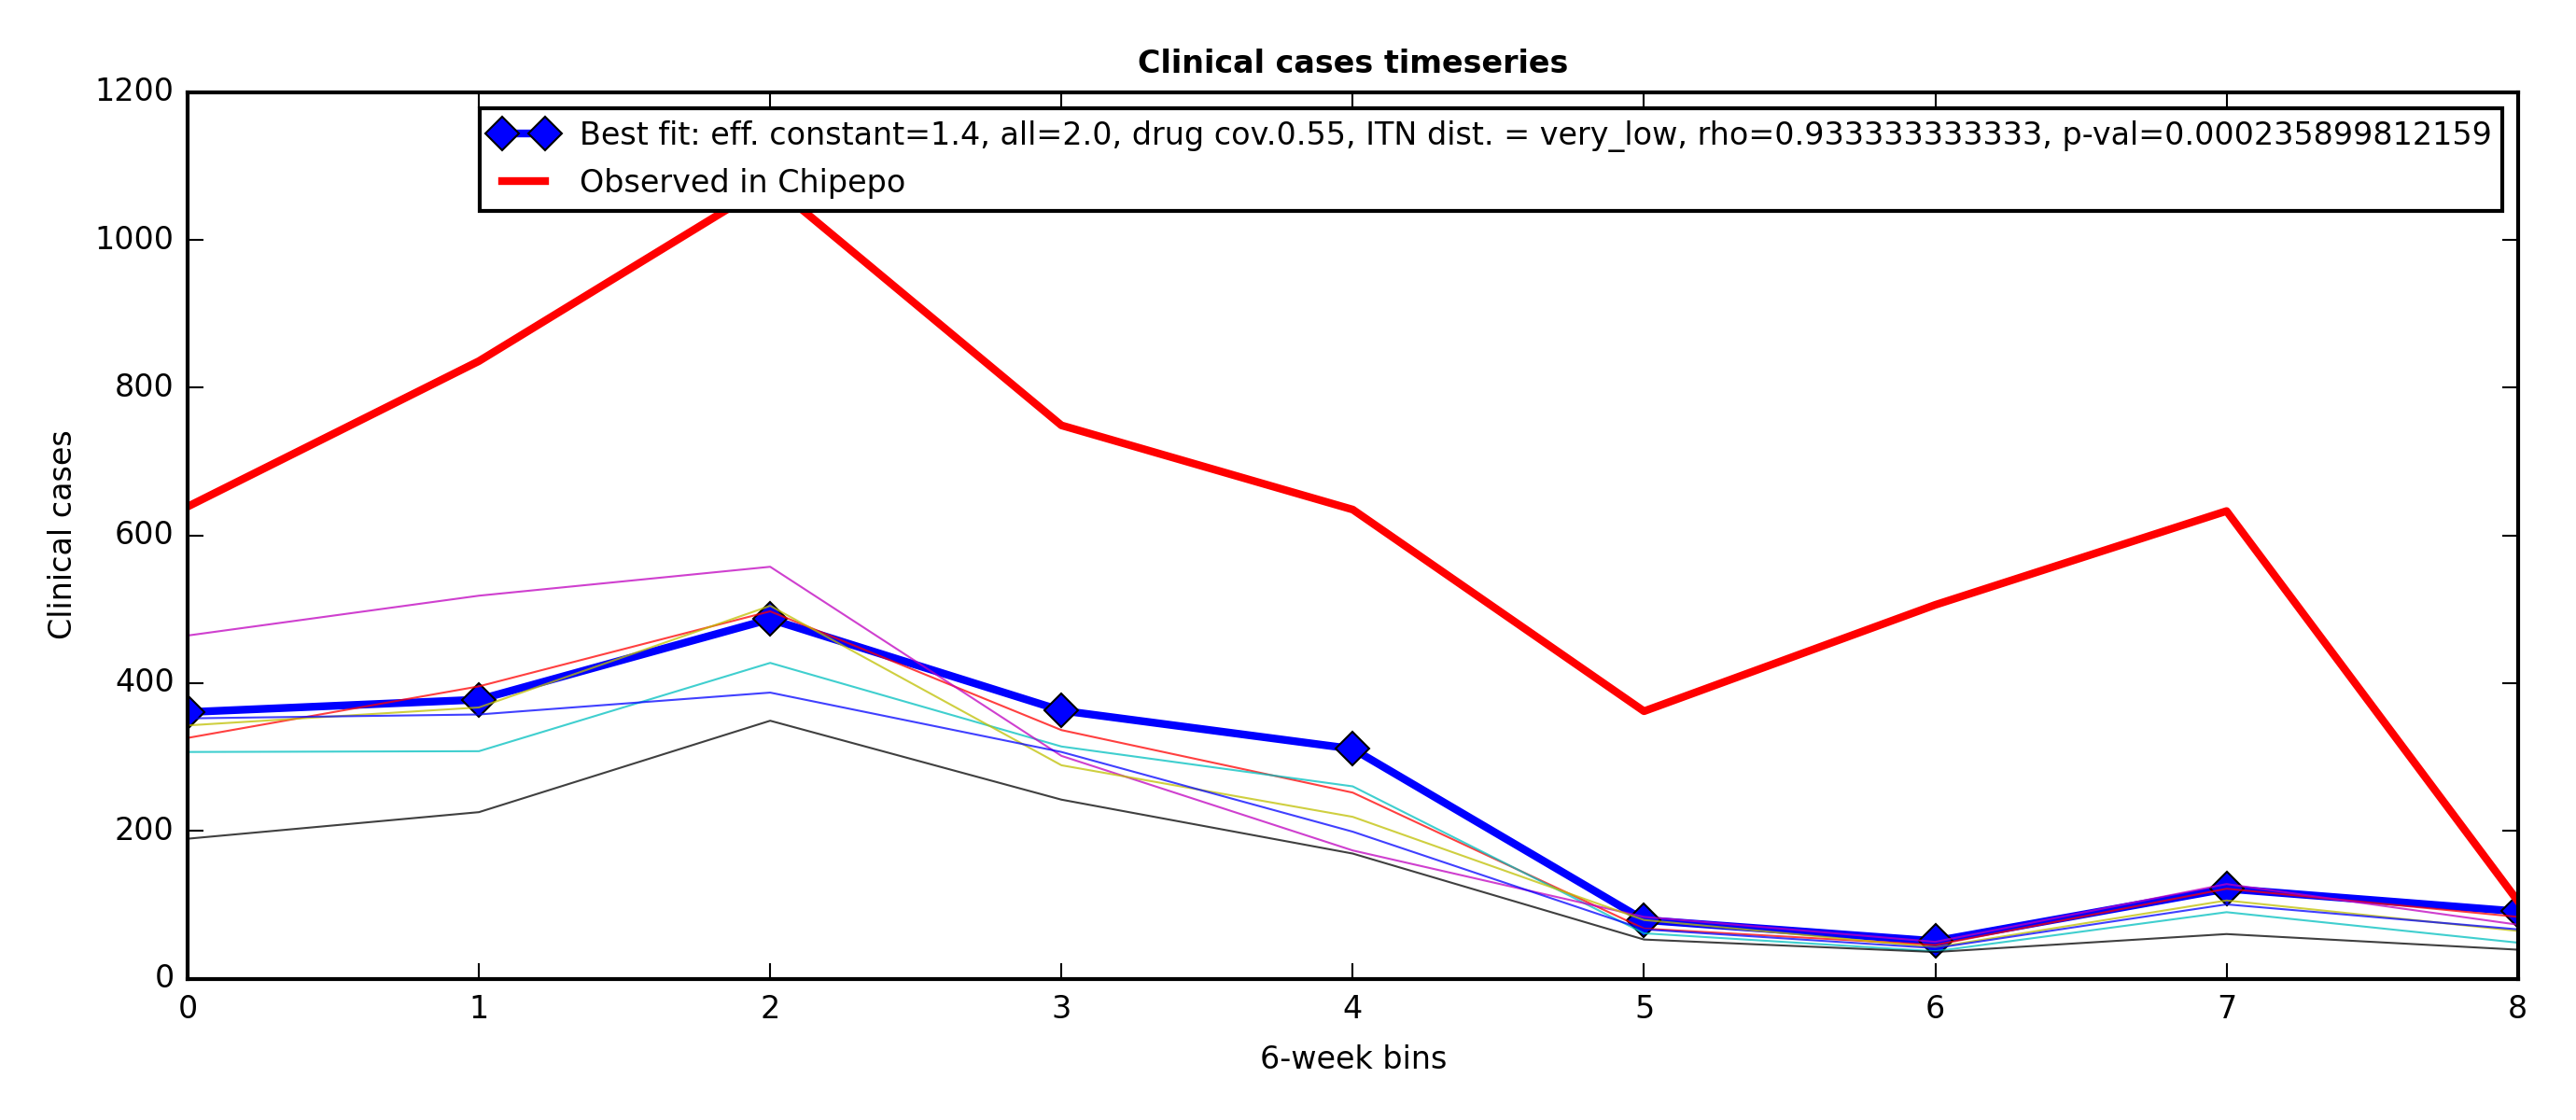 Clinical cases timeseries
1200
1000
800
600
400
200
0
Clinical cases
Best fit: eff. constant=1.4, all=2.0, drug cov.0.55, ITN dist. = very_low, rho=0.933333333333, p-val=0.000235899812159
Observed in Chipepo
0 1 2 3 4 5 6 7 8
6-week bins